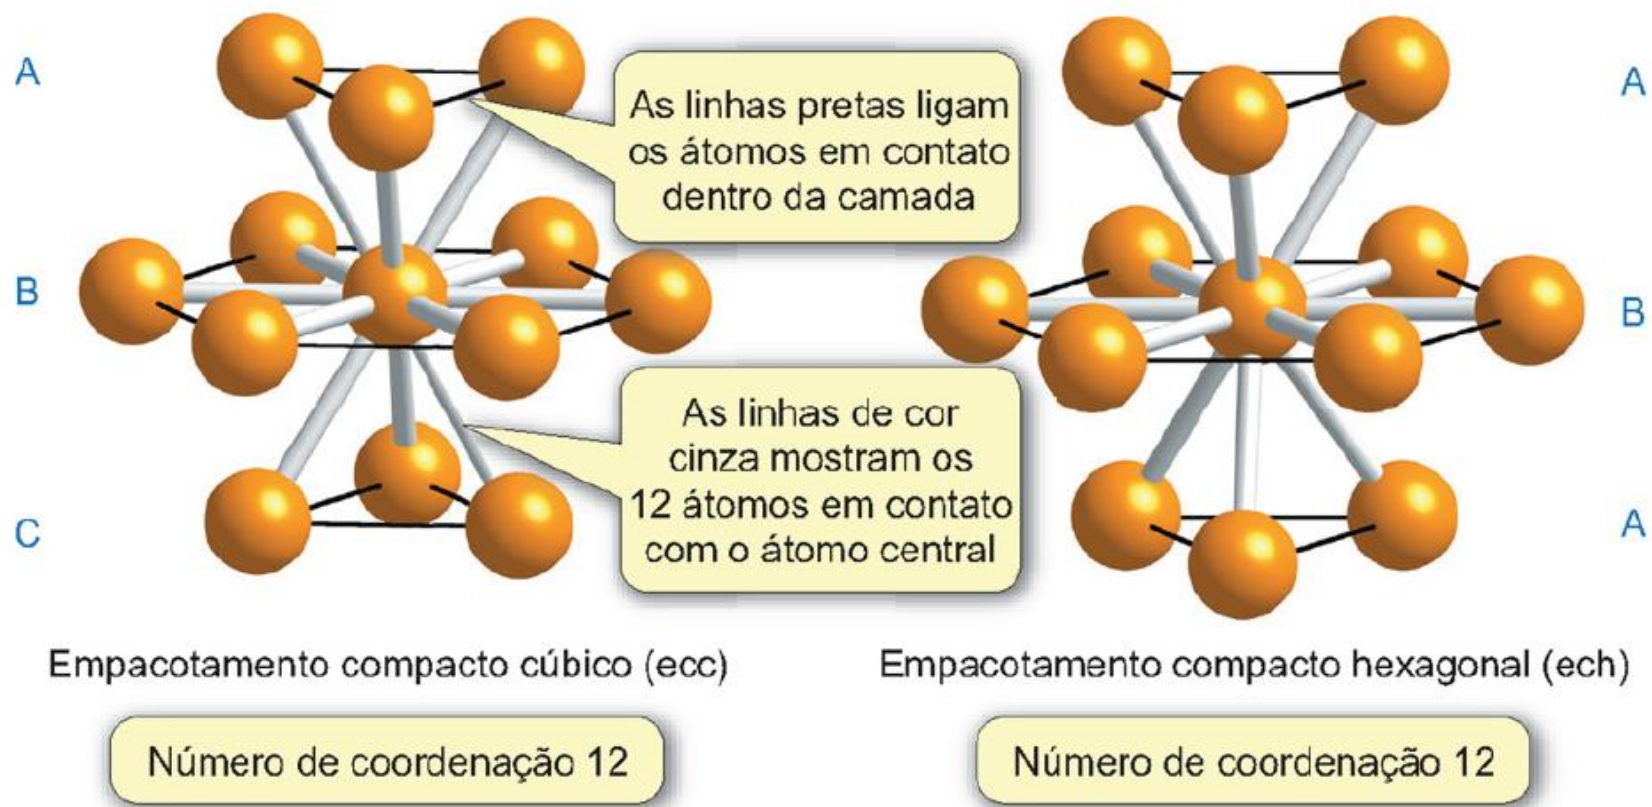 A
A
As linhas pretas ligam
os átomos em contato
dentro da camada
B
B
As linhas de cor
cinza mostram os
12 átomos em contato
com o átomo central
C
A
Empacotamento compacto cúbico (ecc)
Empacotamento compacto hexagonal (ech)
Número de coordenação 12
Número de coordenação 12